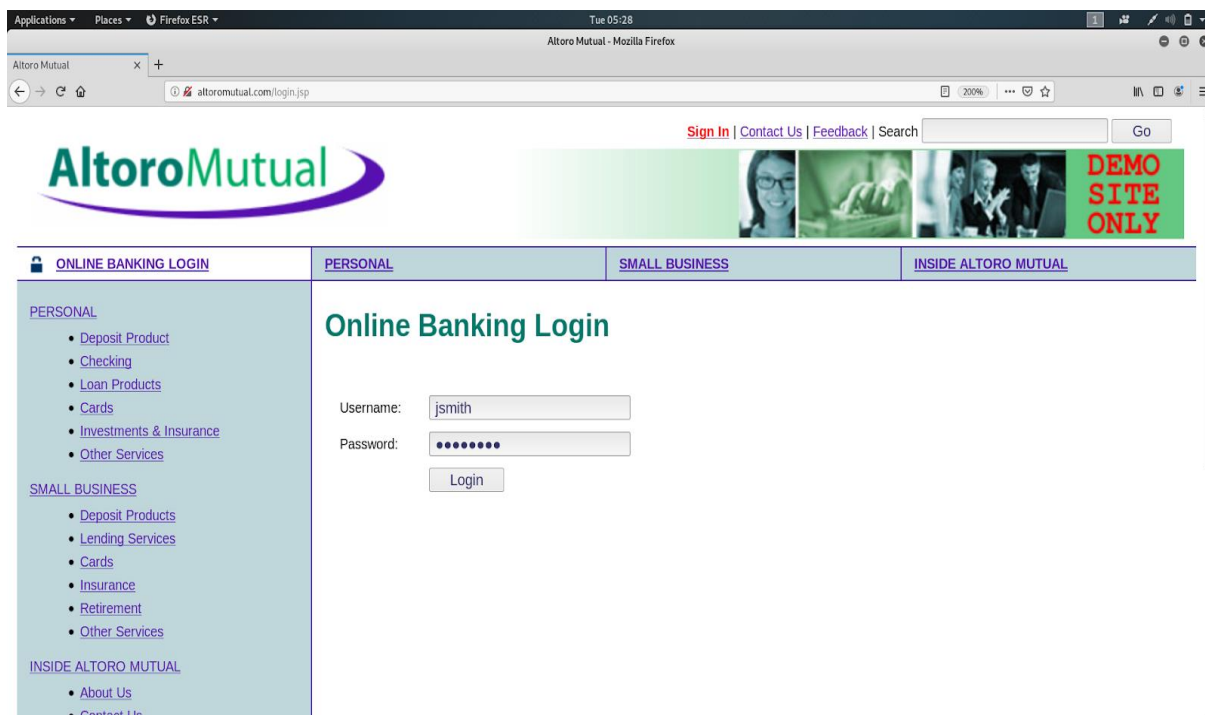 Applications Places Firefox ESR Tue 05:28 1
Altoro Mutual - Mozilla Firefox
Altoro Mutual
altoromutual.com/login.jsp 200%
Sign In | Contact Us | Feedback | Search Go
AltoroMutual
DEMO
SITE
ONLY
ONLINE BANKING LOGIN PERSONAL SMALL BUSINESS INSIDE ALTORO MUTUAL
PERSONAL
• Deposit Product
• Checking
• Loan Products
• Cards
• Investments & Insurance
• Other Services
SMALL BUSINESS
• Deposit Products
• Lending Services
• Cards
• Insurance
• Retirement
• Other Services
INSIDE ALTORO MUTUAL
• About Us
• Contact Us
Online Banking Login
Username: jsmith
Password: ●●●●●●●●
Login